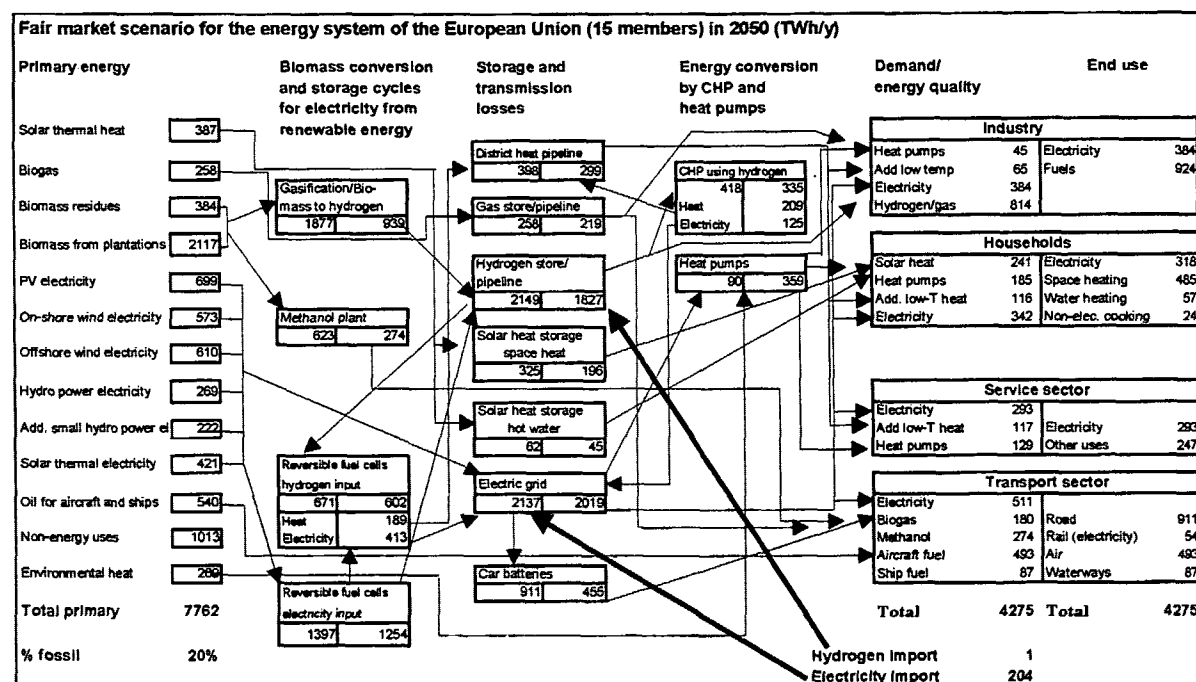 Fair market scenario for the energy system of the European Union (15 members) in 2050 (TWh/y)
Primary energy
Solar thermal heat 387
Biogas 258
Biomass residues 384
Biomass from plantations 2117
PV electricity 699
On-shore wind electricity 573
Offshore wind electricity 610
Hydro power electricity 269
Add. small hydro power el 222
Solar thermal electricity 421
Oil for aircraft and ships 540
Non-energy uses 1013
Environmental heat 269
Total primary 7762
% fossil 20%
Biomass conversion
and storage cycles
for electricity from
renewable energy
Gasification/Bio-
mass to hydrogen
1877 939
Methanol plant
623 274
Reversible fuel cells
hydrogen input
671 602
Heat 189
Electricity 413
Reversible fuel cells
electricity input
1397 1254
Storage and
transmission
losses
District heat pipeline
398 299
Gas store/pipeline
258 219
Hydrogen store/
pipeline
2149 1827
Solar heat storage
space heat
325 196
Solar heat storage
hot water
62 45
Electric grid
2137 2019
Car batteries
911 455
Energy conversion
by CHP and
heat pumps
CHP using hydrogen
418 335
Heat 209
Electricity 125
Heat pumps
90 359
Demand/ End use
energy quality
Industry
Heat pumps 45 Electricity 384
Add low temp 65 Fuels 924
Electricity 384
Hydrogen/gas 814
Households
Solar heat 241 Electricity 318
Heat pumps 185 Space heating 485
Add. low-T heat 116 Water heating 57
Electricity 342 Non-elec. cooking 24
Service sector
Electricity 293
Add low-T heat 117 Electricity 293
Heat pumps 129 Other uses 247
Transport sector
Electricity 511
Biogas 180 Road 911
Methanol 274 Rail (electricity) 54
Aircraft fuel 493 Air 493
Ship fuel 87 Waterways 87
Total 4275 Total 4275
Hydrogen import 1
Electricity import 204